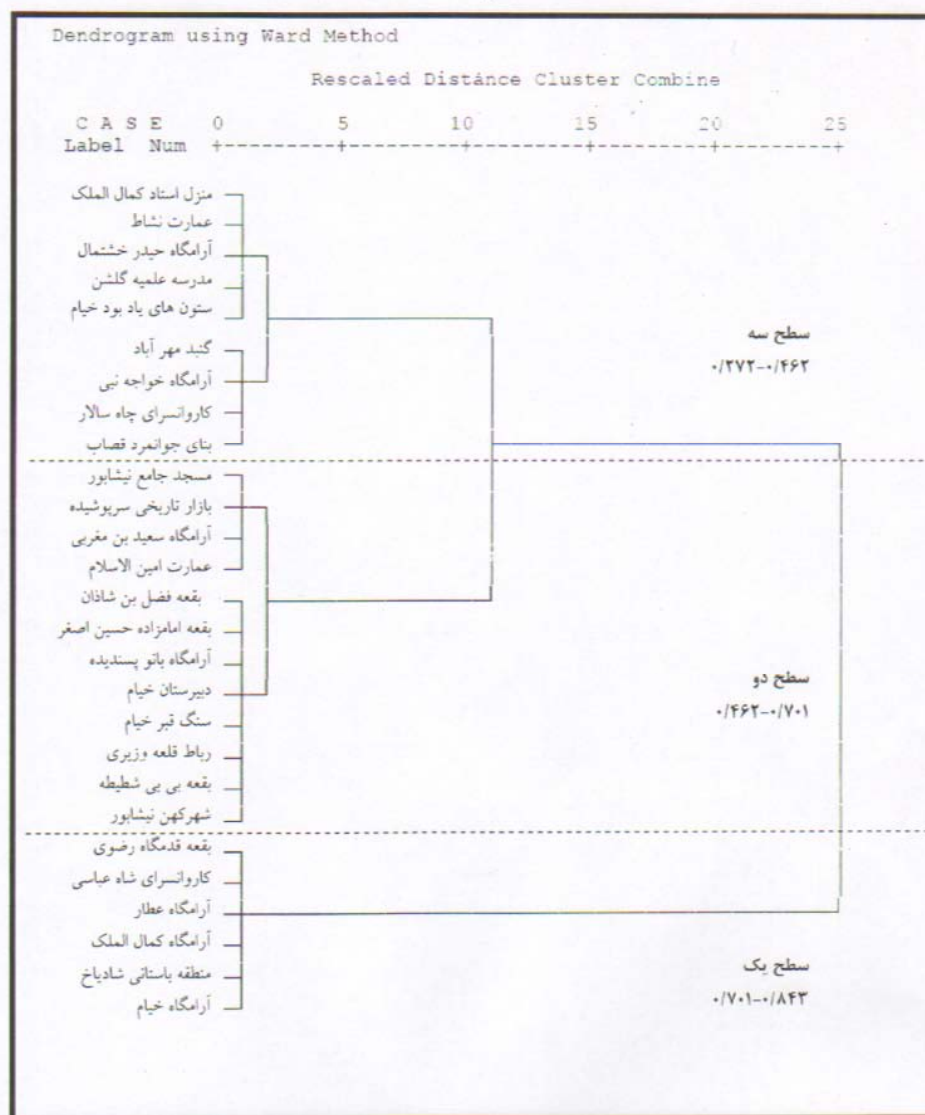 Dendrogram using Ward Method
Rescaled Distance Cluster Combine
C A S E 0 5 10 15 20 25
Label Num +---------+---------+---------+---------+---------+
منزل استاد کمال الملک
عمارت نشاط
آرامگاه حیدر خشتمال
مدرسه علمیه گلشن
ستون های یاد بود خیام
گنبد مهر آباد
آرامگاه خواجه نبی
کاروانسرای چاه سالار
بنای جوانمرد قصاب
سطح سه
۰/۲۷۲-۰/۴۶۲
مسجد جامع نیشابور
بازار تاریخی سرپوشیده
آرامگاه سعید بن مغربی
عمارت امین الاسلام
بقعه فضل بن شاذان
بقعه امامزاده حسین اصغر
آرامگاه بانو پسندیده
دبیرستان خیام
سنگ قبر خیام
رباط قلعه وزیری
بقعه بی بی شطیطه
شهرکهن نیشابور
سطح دو
۰/۴۶۲-۰/۷۰۱
بقعه قدمگاه رضوی
کاروانسرای شاه عباسی
آرامگاه عطار
آرامگاه کمال الملک
منطقه باستانی شادیاخ
آرامگاه خیام
سطح یک
۰/۷۰۱-۰/۸۴۳